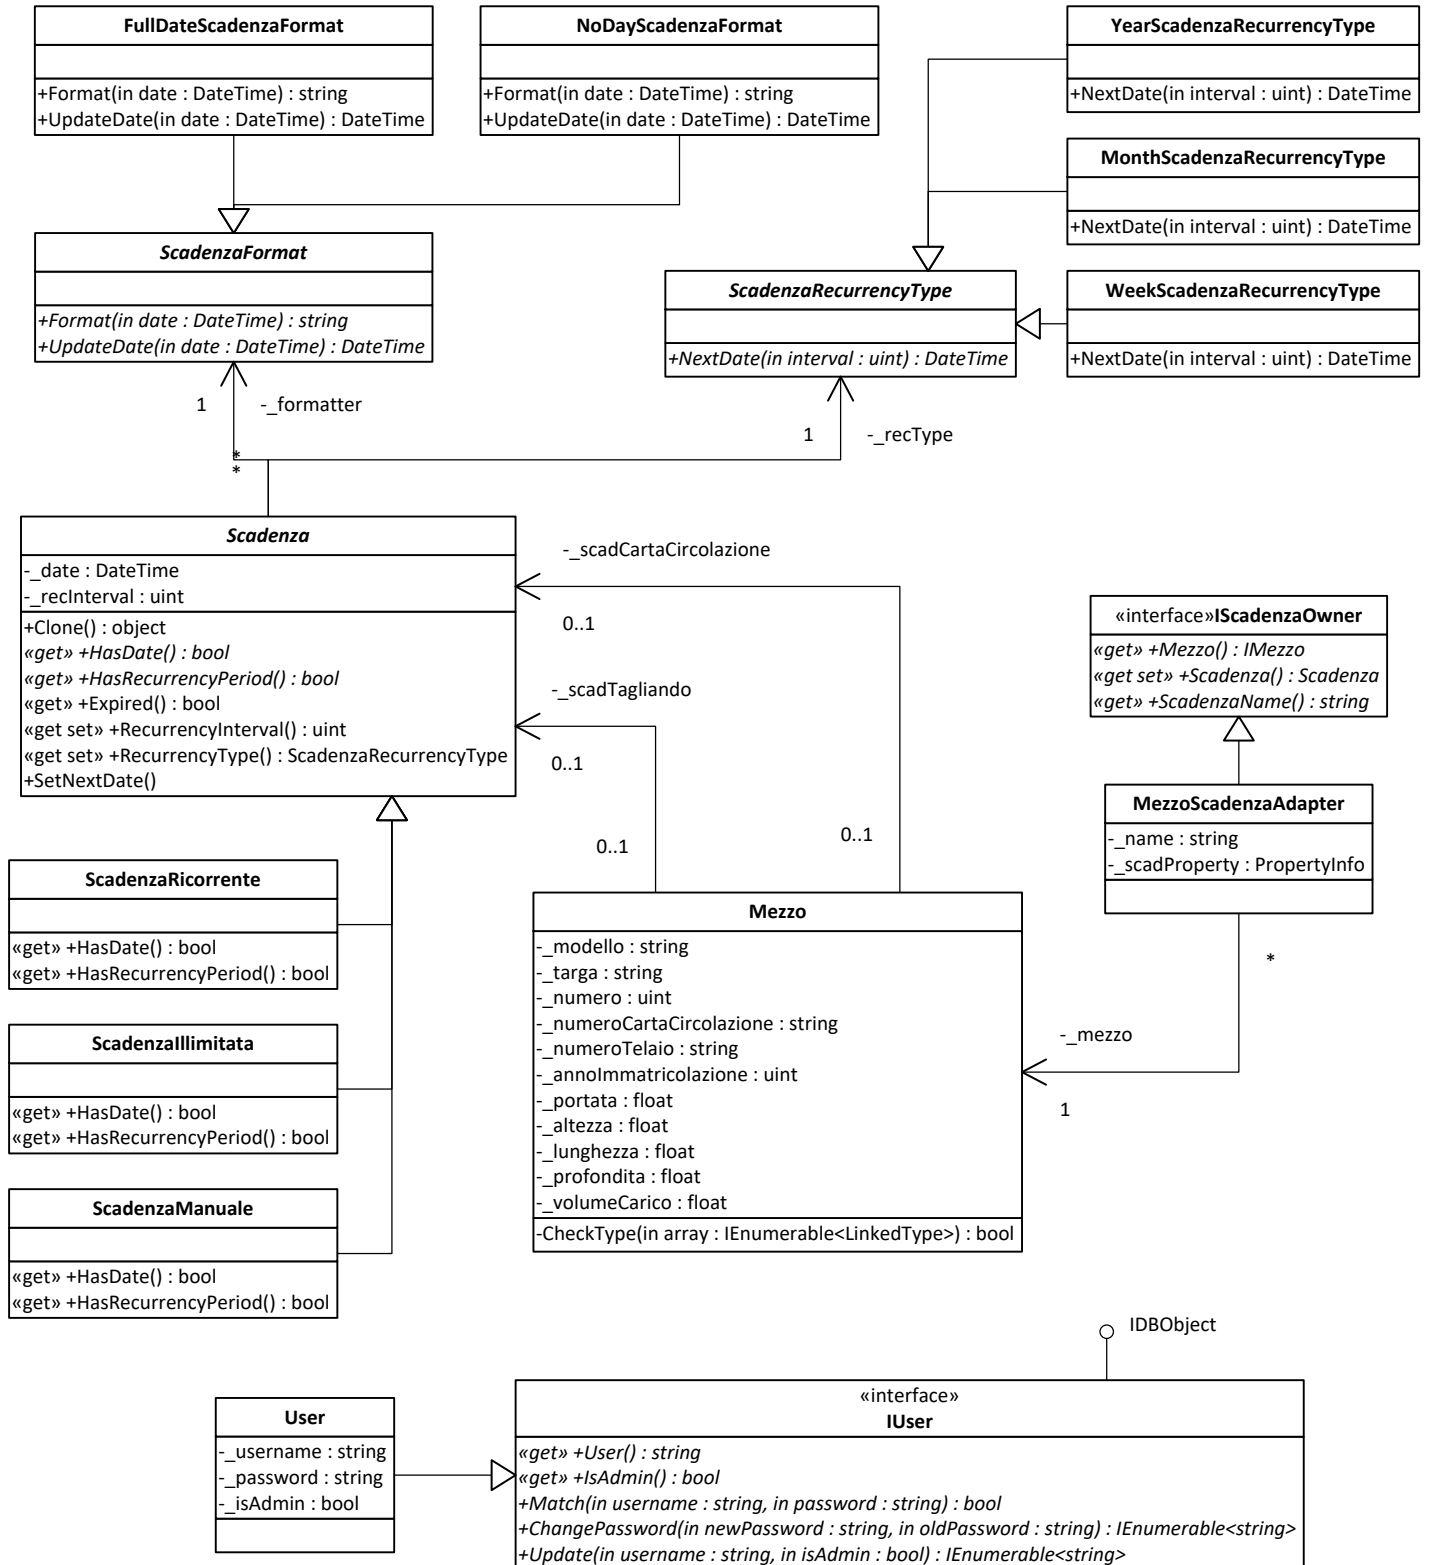 FullDateScadenzaFormat
+Format(in date : DateTime) : string
+UpdateDate(in date : DateTime) : DateTime
NoDayScadenzaFormat
+Format(in date : DateTime) : string
+UpdateDate(in date : DateTime) : DateTime
YearScadenzaRecurrencyType
+NextDate(in interval : uint) : DateTime
MonthScadenzaRecurrencyType
+NextDate(in interval : uint) : DateTime
ScadenzaFormat
+Format(in date : DateTime) : string
+UpdateDate(in date : DateTime) : DateTime
ScadenzaRecurrencyType
+NextDate(in interval : uint) : DateTime
WeekScadenzaRecurrencyType
+NextDate(in interval : uint) : DateTime
1
-_formatter
1
-_recType
*
*
Scadenza
-_date : DateTime
-_recInterval : uint
+Clone() : object
«get» +HasDate() : bool
«get» +HasRecurrencyPeriod() : bool
«get» +Expired() : bool
«get set» +RecurrencyInterval() : uint
«get set» +RecurrencyType() : ScadenzaRecurrencyType
+SetNextDate()
-_scadCartaCircolazione
0..1
-_scadTagliando
0..1
0..1
0..1
«interface»IScadenzaOwner
«get» +Mezzo() : IMezzo
«get set» +Scadenza() : Scadenza
«get» +ScadenzaName() : string
MezzoScadenzaAdapter
-_name : string
-_scadProperty : PropertyInfo
*
-_mezzo
1
ScadenzaRicorrente
«get» +HasDate() : bool
«get» +HasRecurrencyPeriod() : bool
ScadenzaIllimitata
«get» +HasDate() : bool
«get» +HasRecurrencyPeriod() : bool
ScadenzaManuale
«get» +HasDate() : bool
«get» +HasRecurrencyPeriod() : bool
Mezzo
-_modello : string
-_targa : string
-_numero : uint
-_numeroCartaCircolazione : string
-_numeroTelaio : string
-_annoImmatricolazione : uint
-_portata : float
-_altezza : float
-_lunghezza : float
-_profondita : float
-_volumeCarico : float
-CheckType(in array : IEnumerable<LinkedType>) : bool
IDBObject
User
-_username : string
-_password : string
-_isAdmin : bool
«interface»
IUser
«get» +User() : string
«get» +IsAdmin() : bool
+Match(in username : string, in password : string) : bool
+ChangePassword(in newPassword : string, in oldPassword : string) : IEnumerable<string>
+Update(in username : string, in isAdmin : bool) : IEnumerable<string>